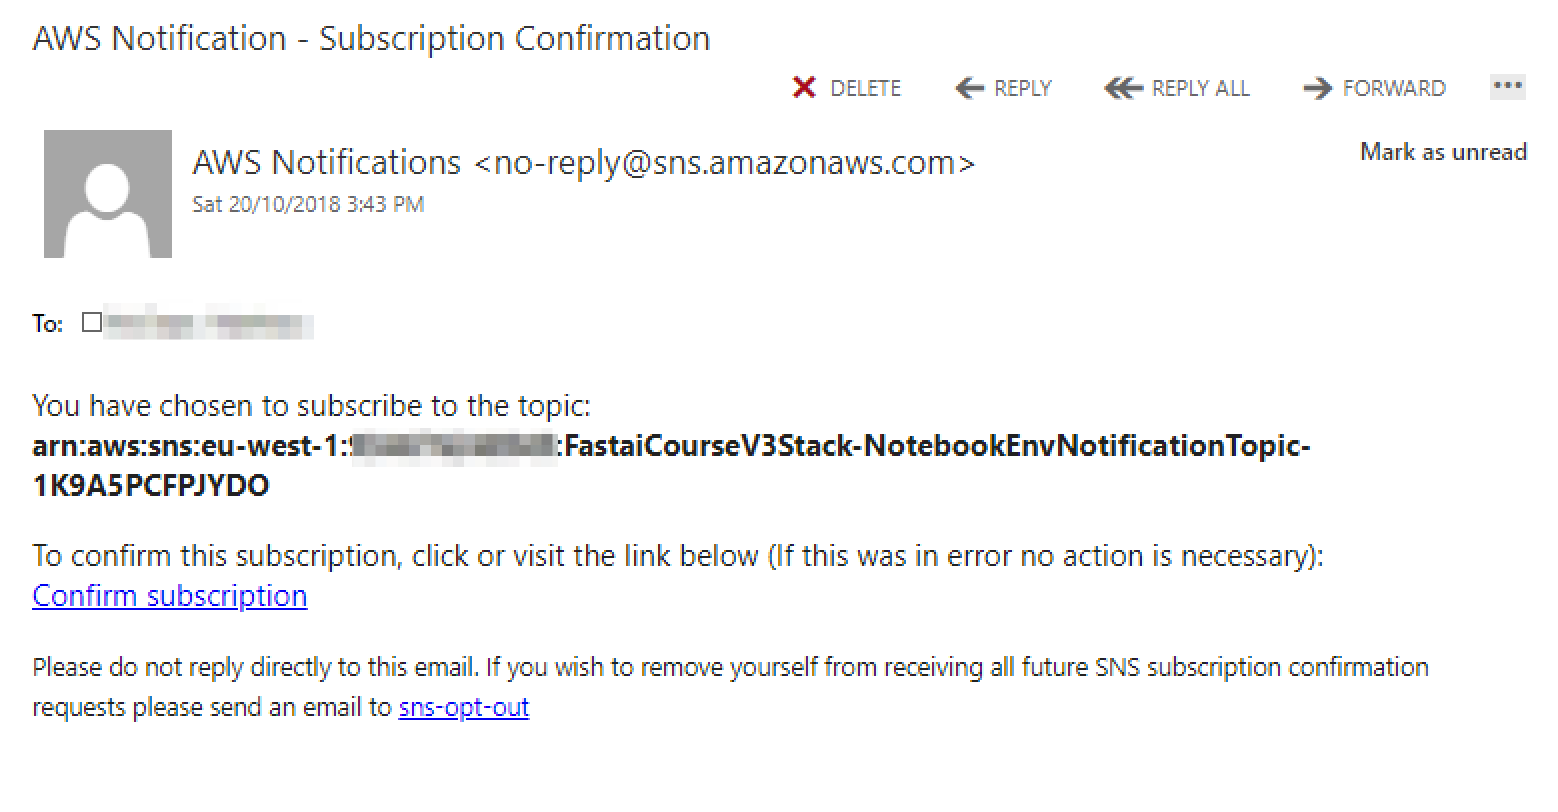 AWS Notification - Subscription Confirmation
DELETE REPLY REPLY ALL FORWARD
AWS Notifications <no-reply@sns.amazonaws.com>
Mark as unread
Sat 20/10/2018 3:43 PM
To:
You have chosen to subscribe to the topic:
arn:aws:sns:eu-west-1: :FastaiCourseV3Stack-NotebookEnvNotificationTopic-
1K9A5PCFPJYDO
To confirm this subscription, click or visit the link below (If this was in error no action is necessary):
Confirm subscription
Please do not reply directly to this email. If you wish to remove yourself from receiving all future SNS subscription confirmation
requests please send an email to sns-opt-out